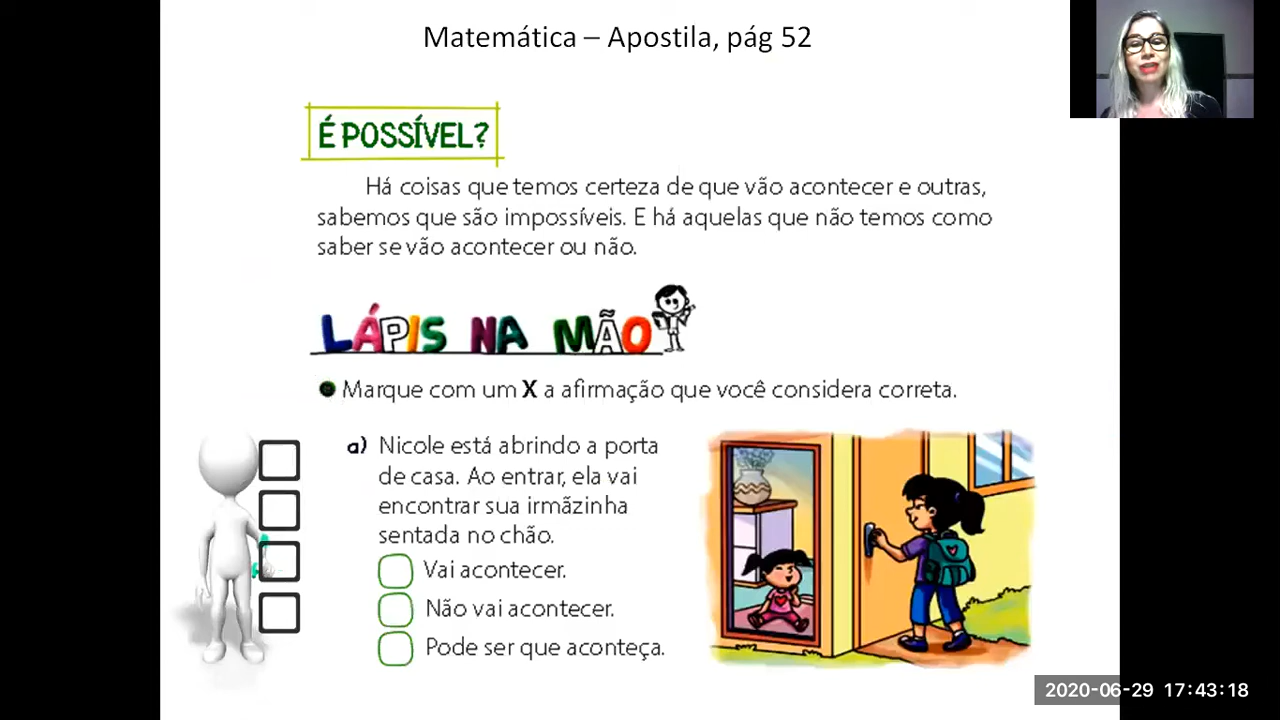 Matemática – Apostila, pág 52
É POSSÍVEL?
Há coisas que temos certeza de que vão acontecer e outras,
sabemos que são impossíveis. E há aquelas que não temos como
saber se vão acontecer ou não.
LÁPIS NA MÃO
Marque com um X a afirmação que você considera correta.
a) Nicole está abrindo a porta
de casa. Ao entrar, ela vai
encontrar sua irmãzinha
sentada no chão.
Vai acontecer.
Não vai acontecer.
Pode ser que aconteça.
2020-06-29 17:43:18